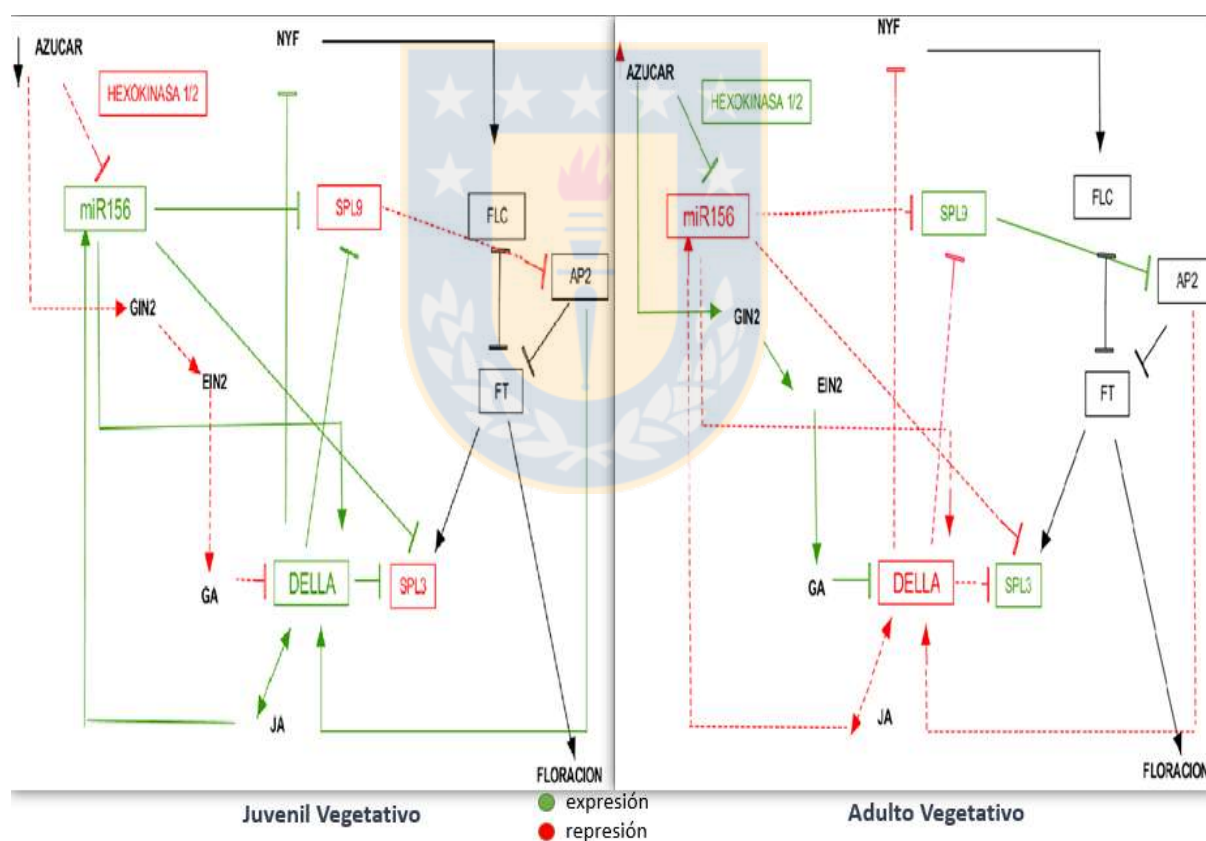 AZUCAR
NYF
HEXOKINASA 1/2
miR156
SPL9
FLC
AP2
GIN2
EIN2
FT
GA
DELLA
SPL3
JA
FLORACION
NYF
AZUCAR
HEXOKINASA 1/2
miR156
SPL9
FLC
AP2
GIN2
EIN2
FT
GA
DELLA
SPL3
JA
FLORACION
Juvenil Vegetativo
expresión
represión
Adulto Vegetativo